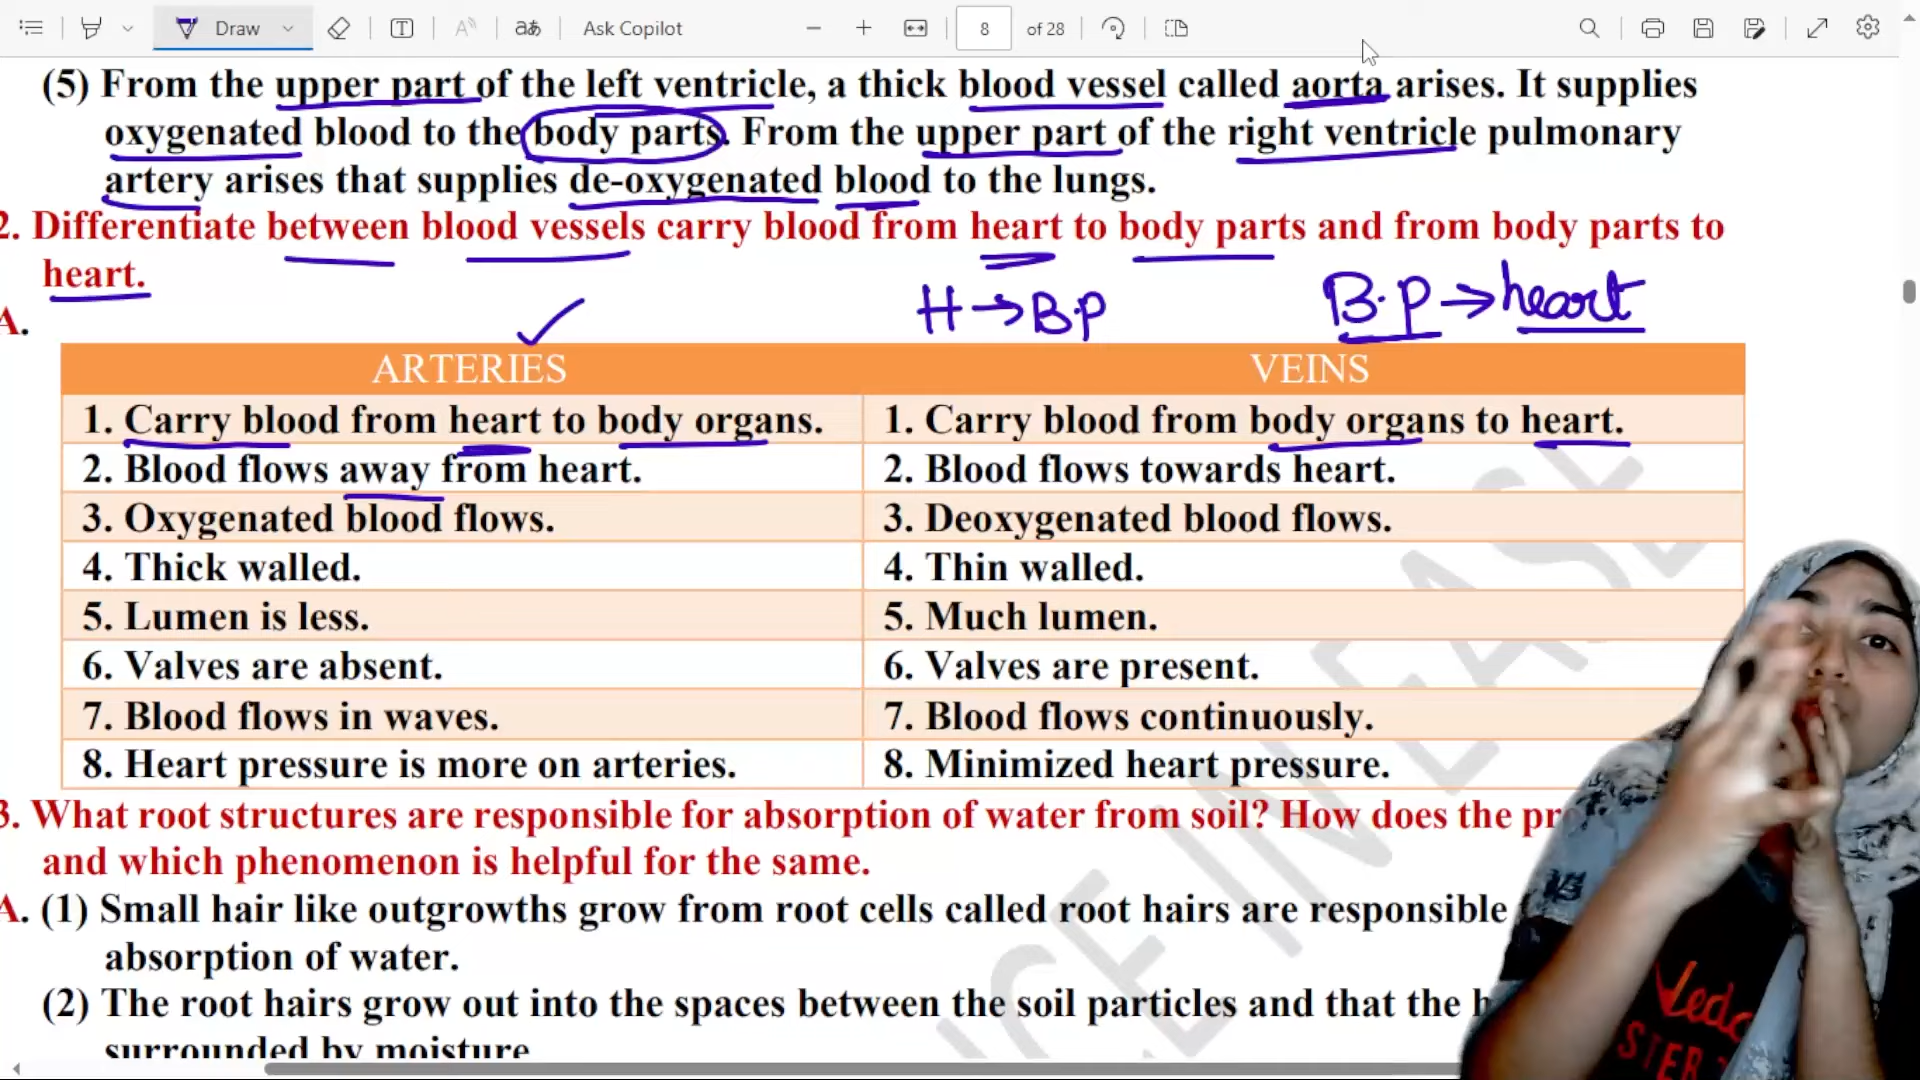 Draw
Ask Copilot
8 of 28
(5) From the upper part of the left ventricle, a thick blood vessel called aorta arises. It supplies
oxygenated blood to the body parts. From the upper part of the right ventricle pulmonary
artery arises that supplies de-oxygenated blood to the lungs.
2. Differentiate between blood vessels carry blood from heart to body parts and from body parts to
heart.
H → B.P
B.P → heart
A.
ARTERIES VEINS
1. Carry blood from heart to body organs. 1. Carry blood from body organs to heart.
2. Blood flows away from heart. 2. Blood flows towards heart.
3. Oxygenated blood flows. 3. Deoxygenated blood flows.
4. Thick walled. 4. Thin walled.
5. Lumen is less. 5. Much lumen.
6. Valves are absent. 6. Valves are present.
7. Blood flows in waves. 7. Blood flows continuously.
8. Heart pressure is more on arteries. 8. Minimized heart pressure.
3. What root structures are responsible for absorption of water from soil? How does the
and which phenomenon is helpful for the same.
A. (1) Small hair like outgrowths grow from root cells called root hairs are responsible
absorption of water.
(2) The root hairs grow out into the spaces between the soil particles and that the
surrounded by moisture
IN EASE